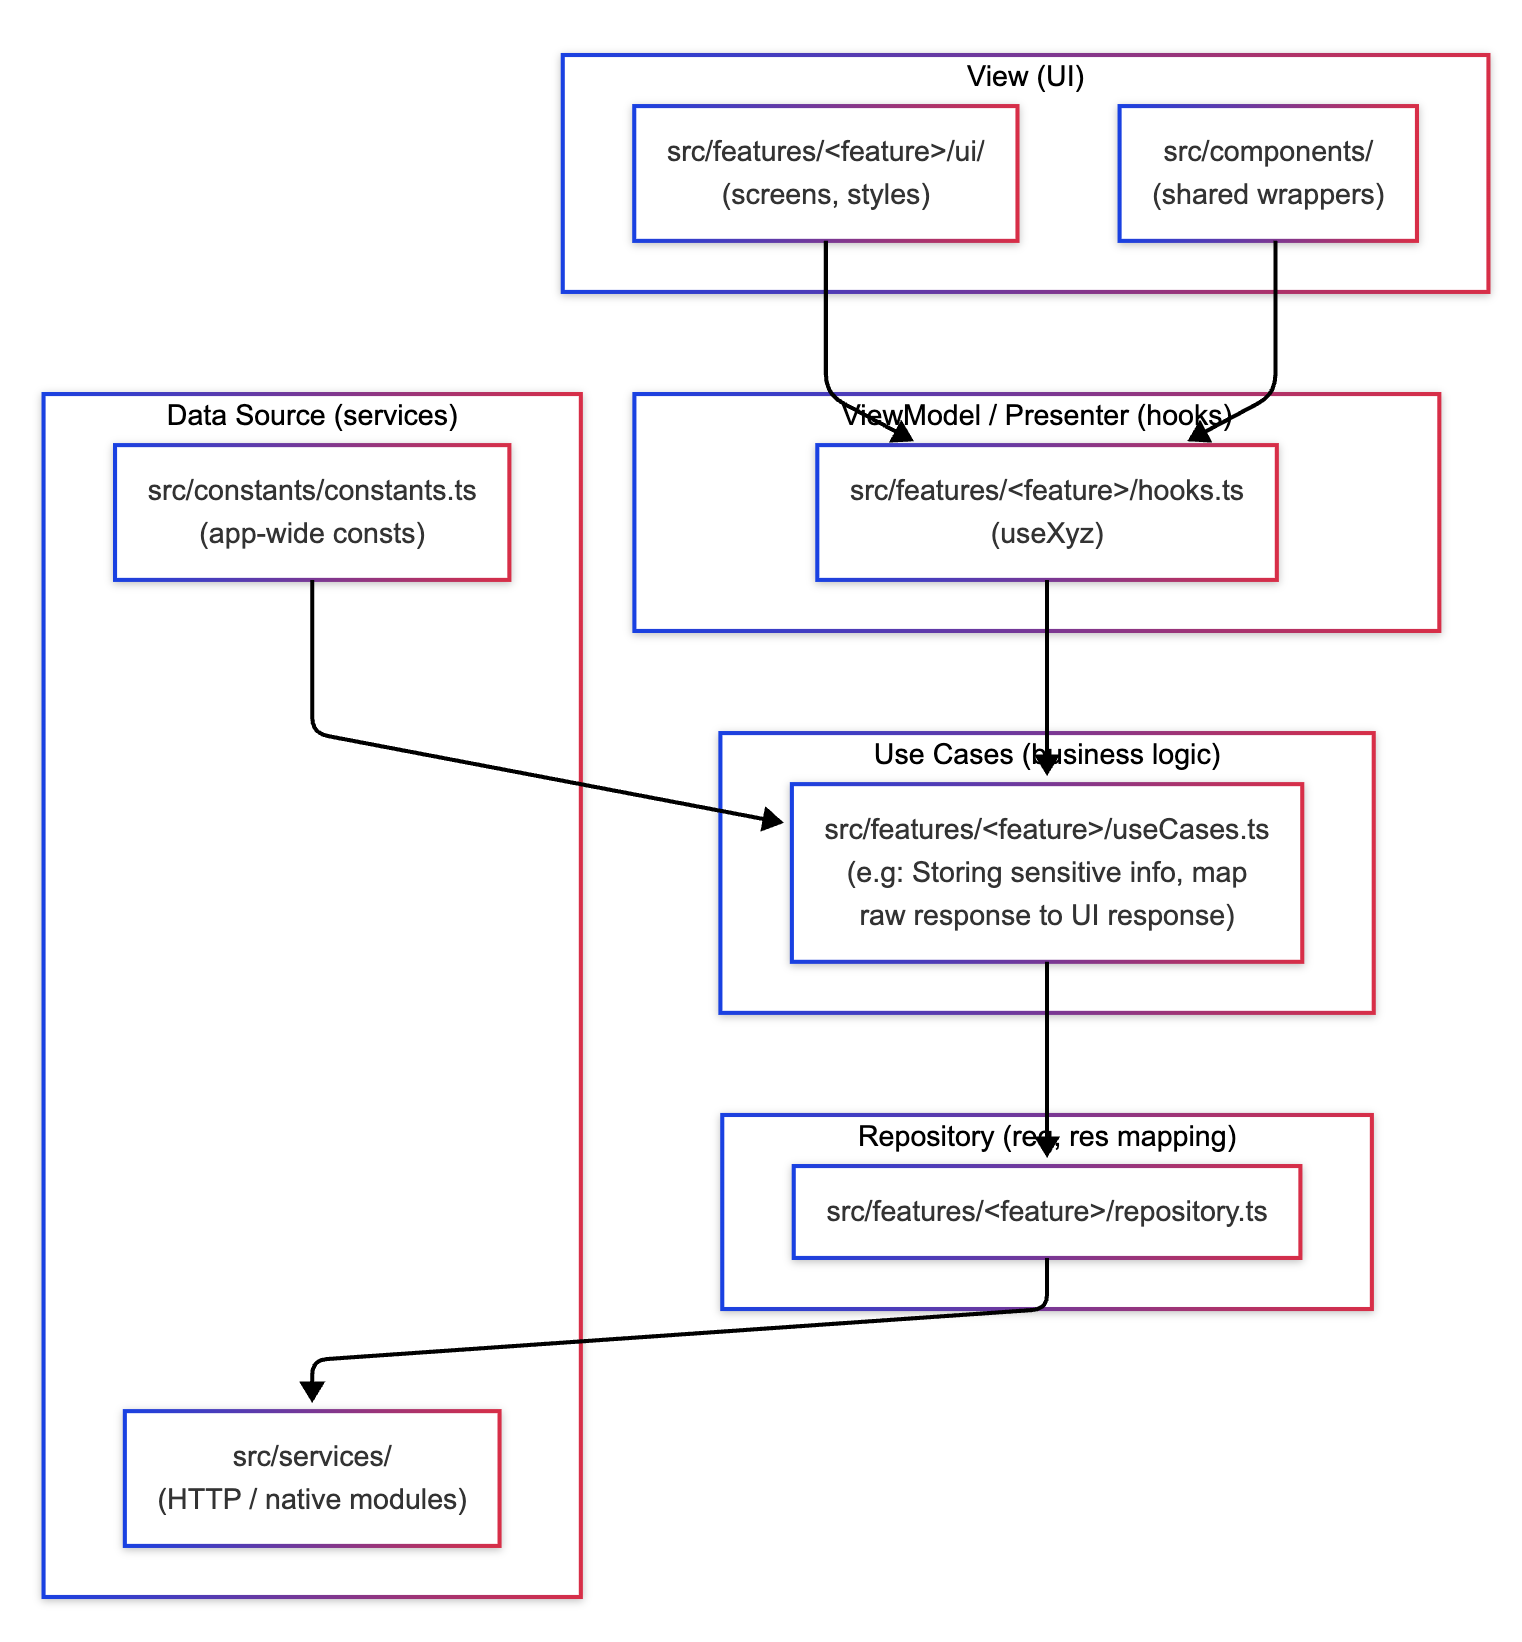 View (UI)
src/features/<feature>/ui/
(screens, styles)
src/components/
(shared wrappers)
Data Source (services)
src/constants/constants.ts
(app-wide consts)
ViewModel / Presenter (hooks)
src/features/<feature>/hooks.ts
(useXyz)
Use Cases (business logic)
src/features/<feature>/useCases.ts
(e.g: Storing sensitive info, map
raw response to UI response)
Repository (req, res mapping)
src/features/<feature>/repository.ts
src/services/
(HTTP / native modules)